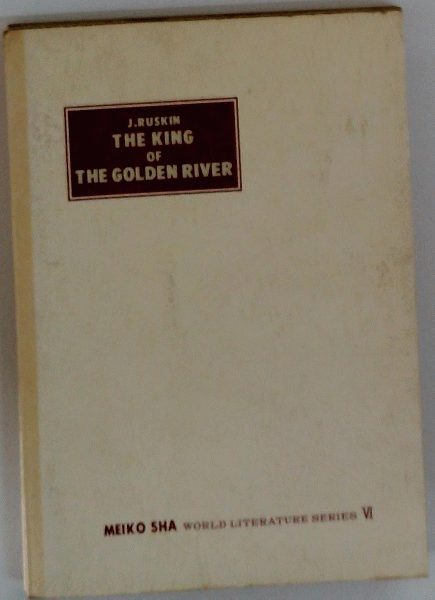 J.RUSKIN
THE KING
OF
THE GOLDEN RIVER
MEIKO SHA WORLD LITERATURE SERIES VI